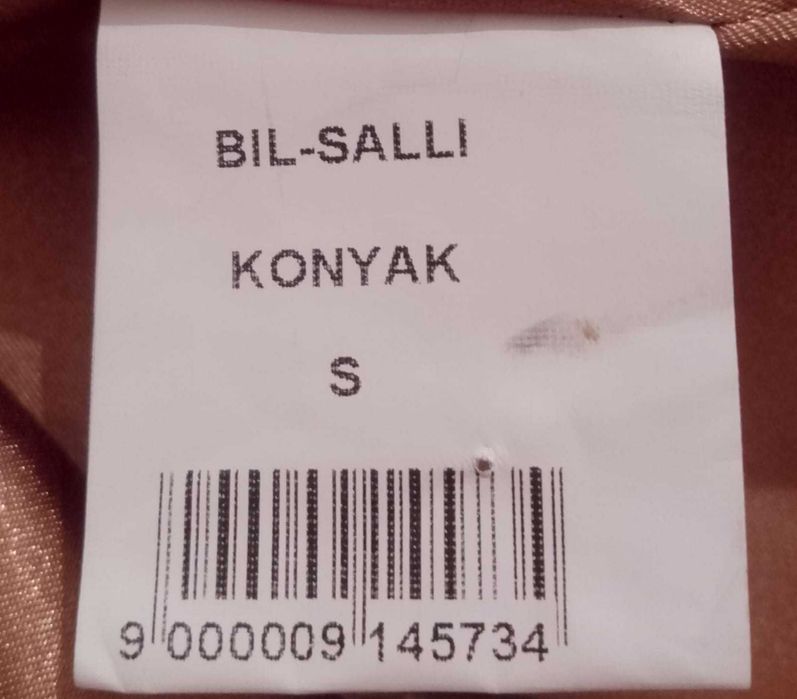 BIL-SALLI
KONYAK
S
9 000009 145734